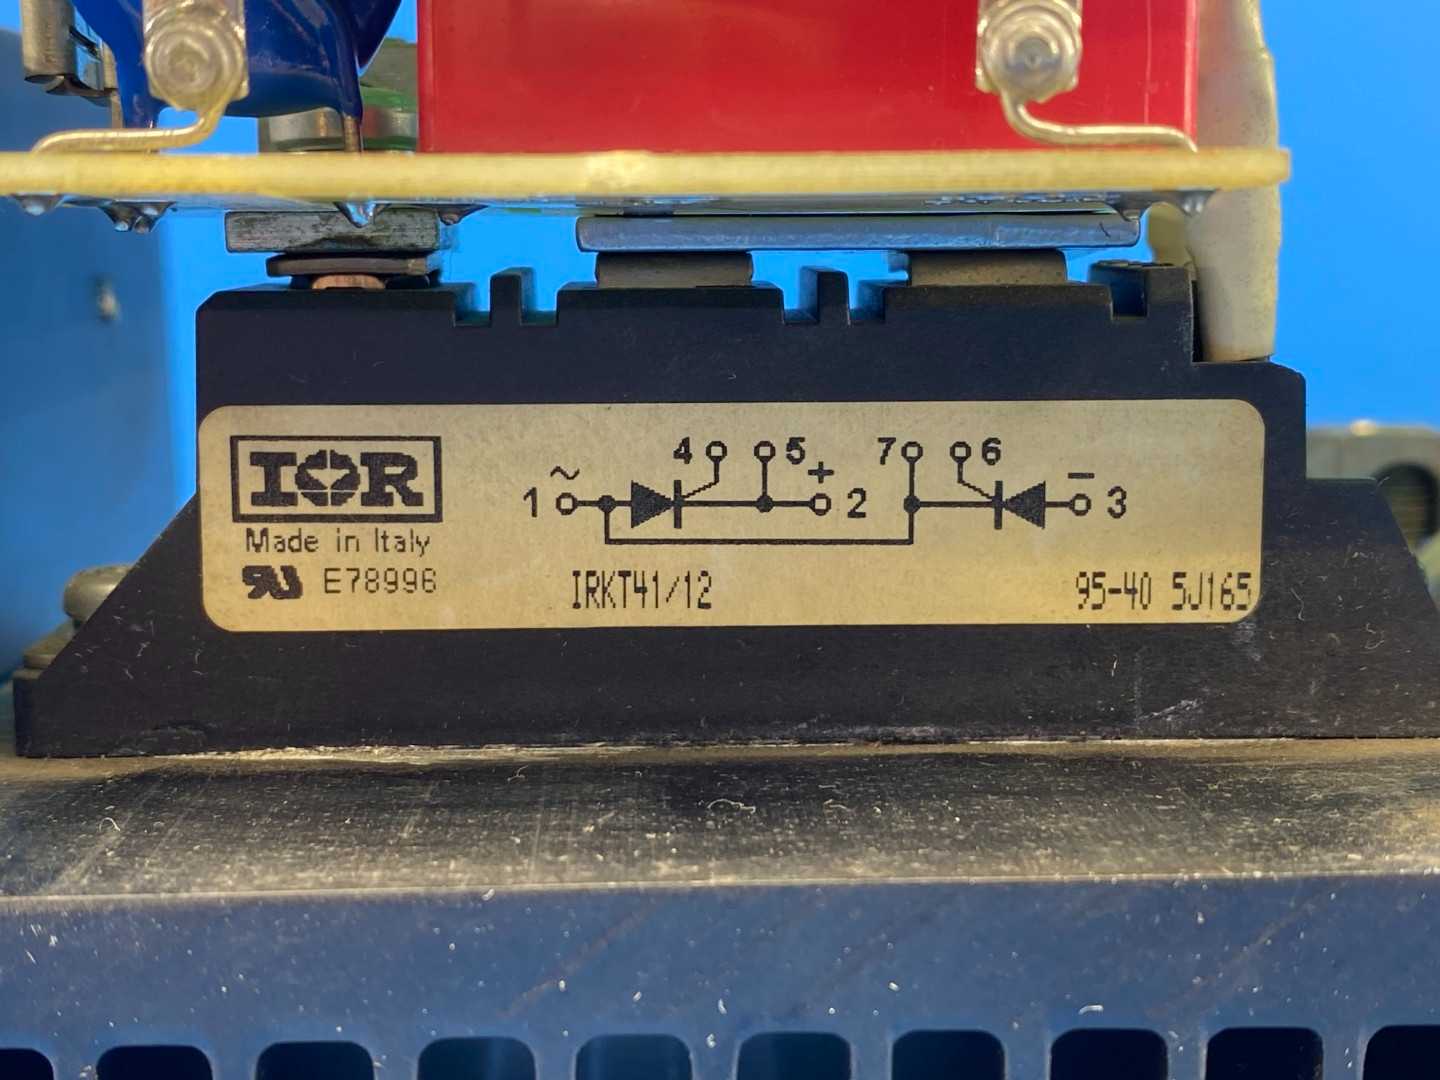 IOR
Made in Italy
E78996
1 ~ 4 5 + 2 7 6 − 3
IRKT41/12
95-40 5J165